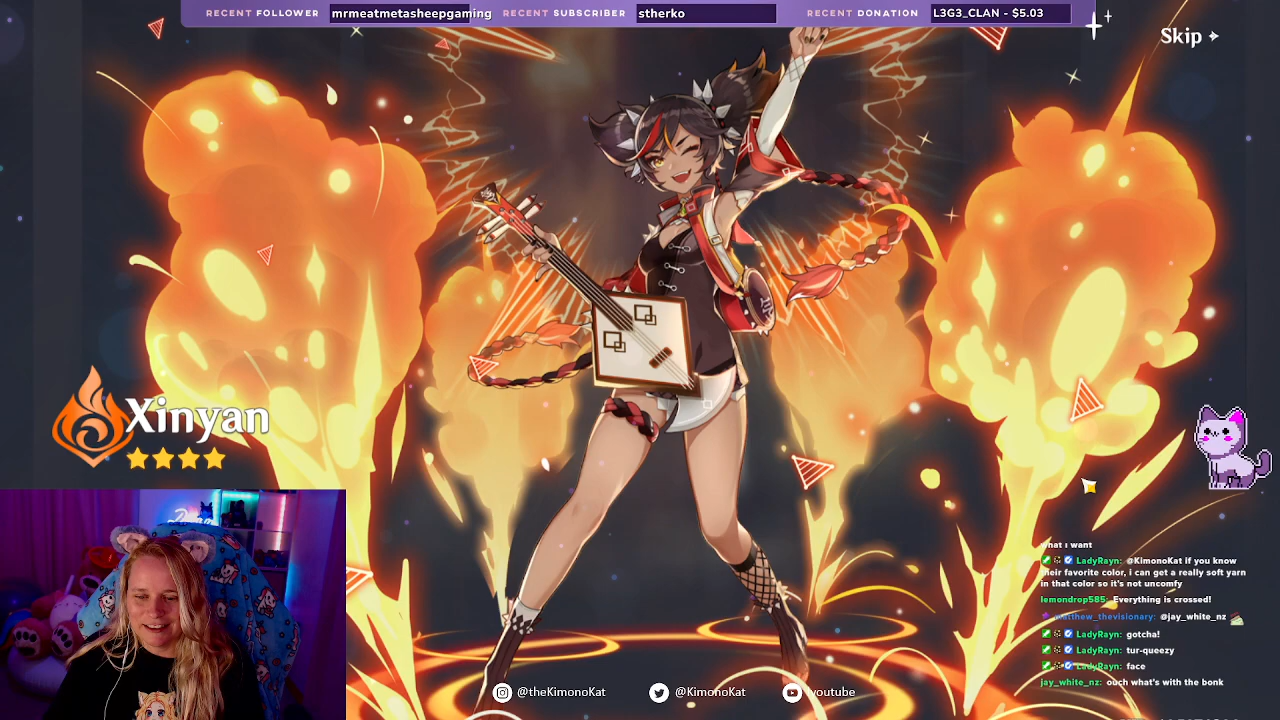 RECENT FOLLOWER mrmeatmetasheepgaming RECENT SUBSCRIBER stherko RECENT DONATION L3G3_CLAN - $5.03
Skip
Xinyan
what i want
LadyRayn: @KimonoKat if you know
their favorite color, i can get a really soft yarn
in that color so it's not uncomfy
lemondrop585: Everything is crossed!
matthew_thevisionary: @jay_white_nz
LadyRayn: gotcha!
LadyRayn: tur-queezy
LadyRayn: face
jay_white_nz: ouch what's with the bonk
@theKimonoKat @KimonoKat youtube